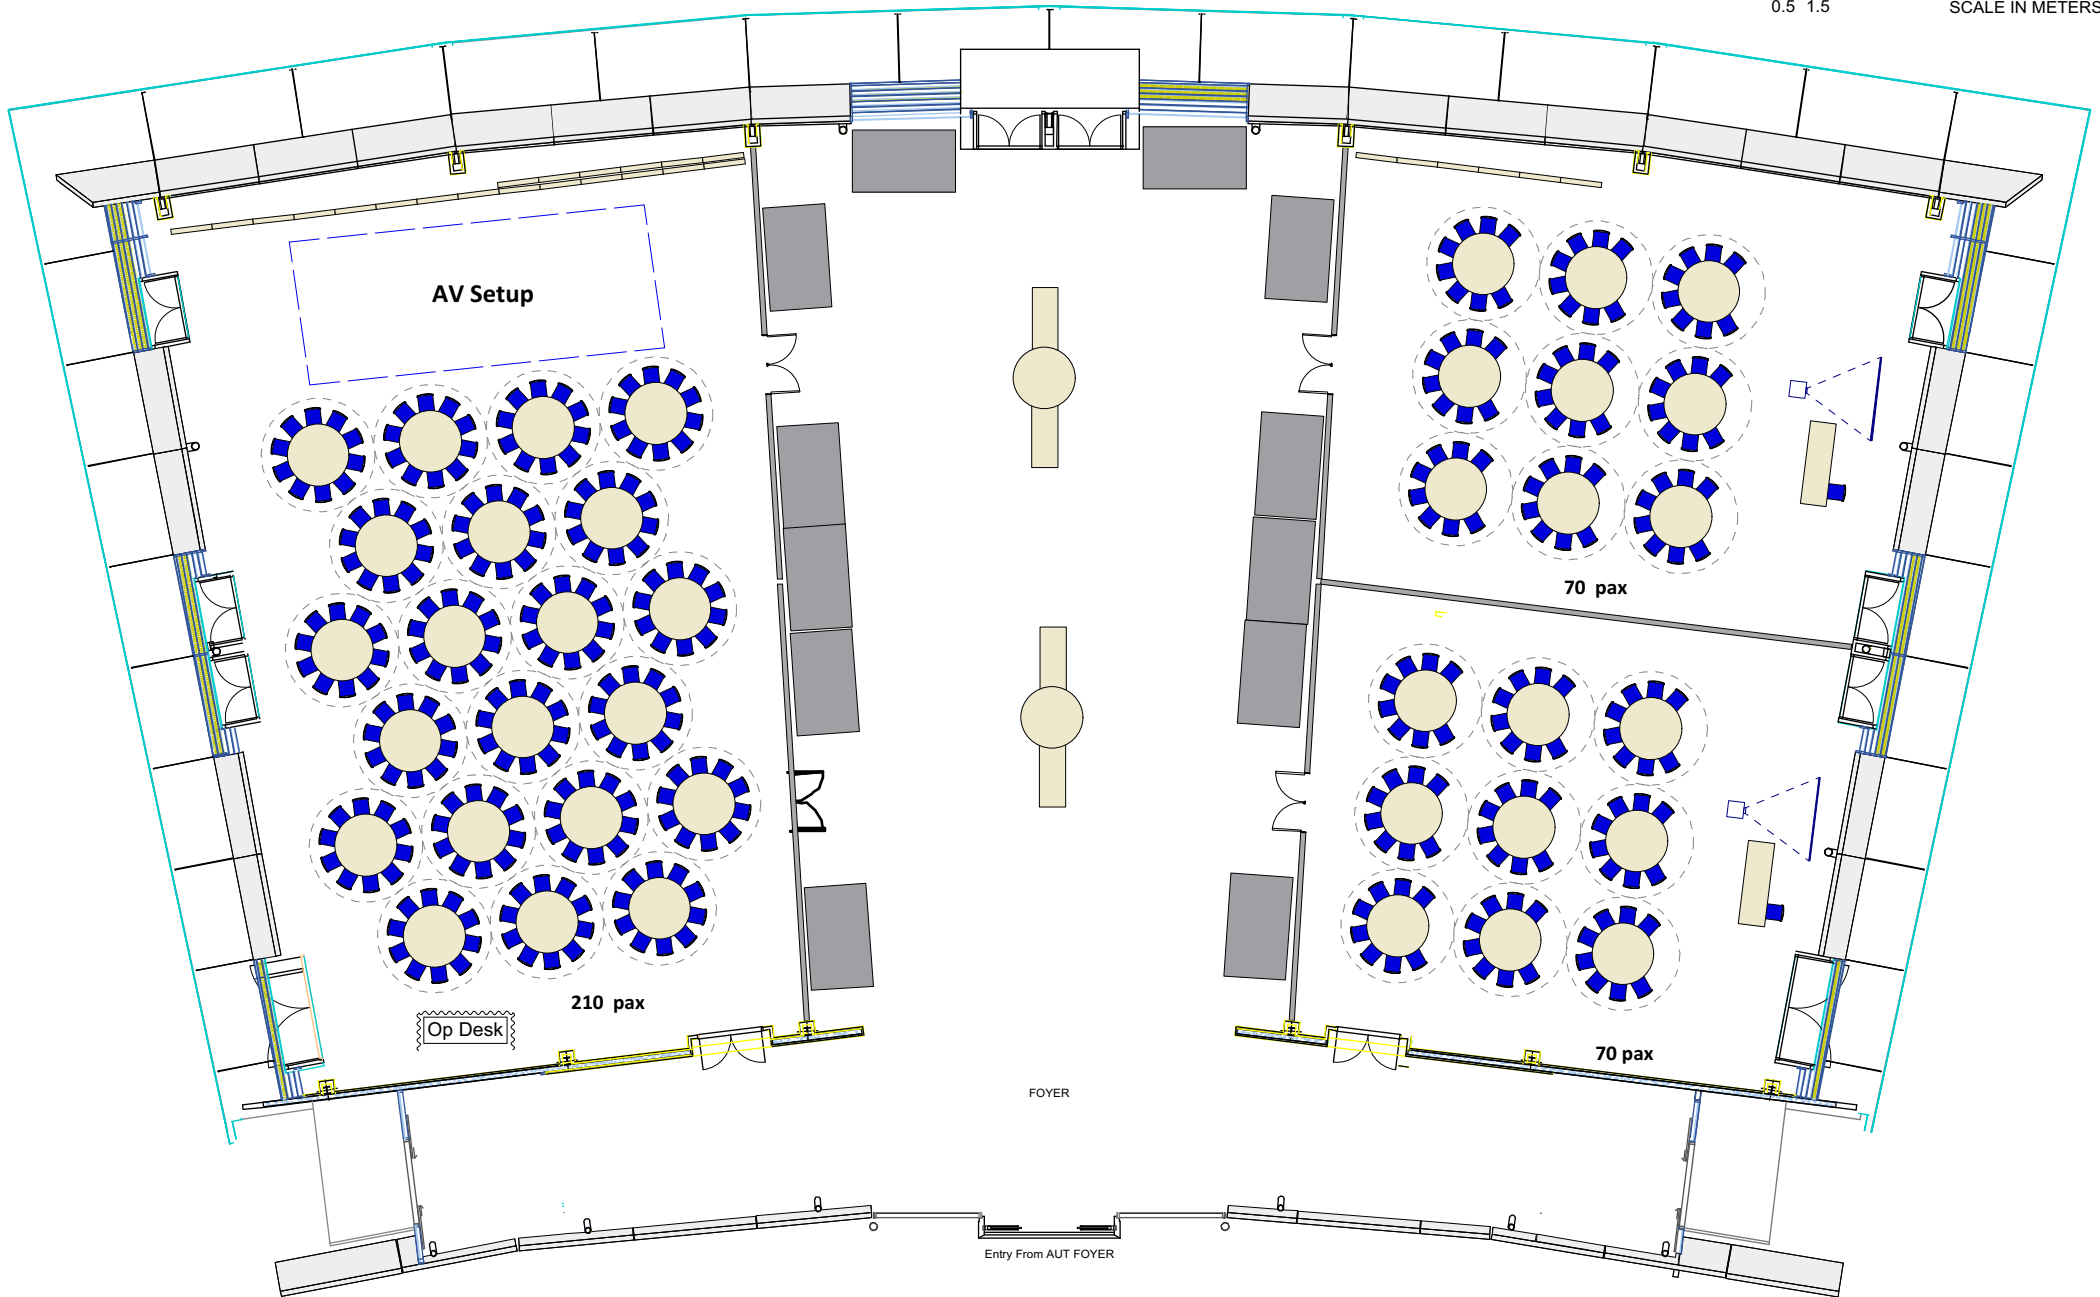 0.5 1.5 SCALE IN METERS
AV Setup
70 pax
210 pax
Op Desk
70 pax
FOYER
Entry From AUT FOYER